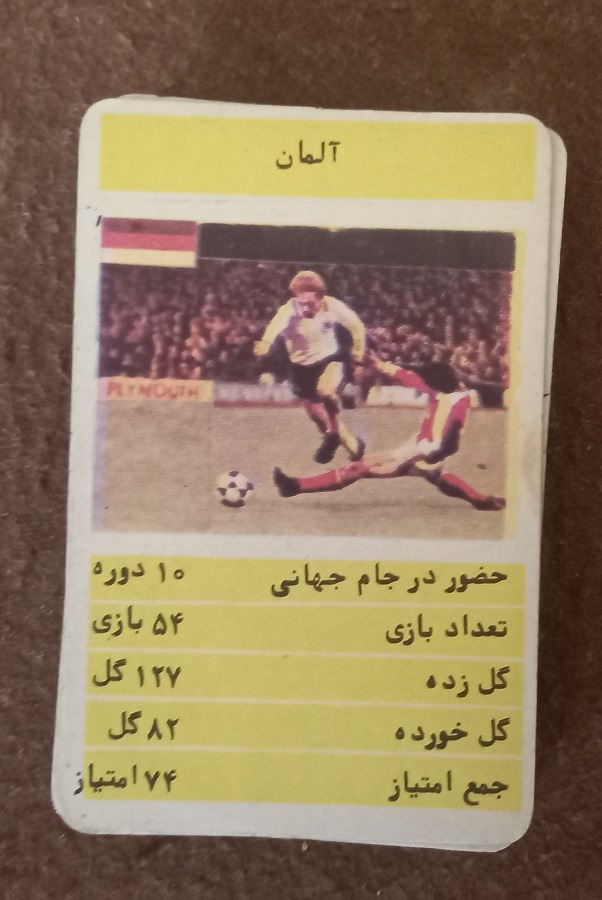 آلمان
PLYMOUTH
حضور در جام جهانی ۱۰ دوره
تعداد بازی ۵۴ بازی
گل زده ۱۲۷ گل
گل خورده ۸۲ گل
جمع امتیاز ۷۴ امتیاز